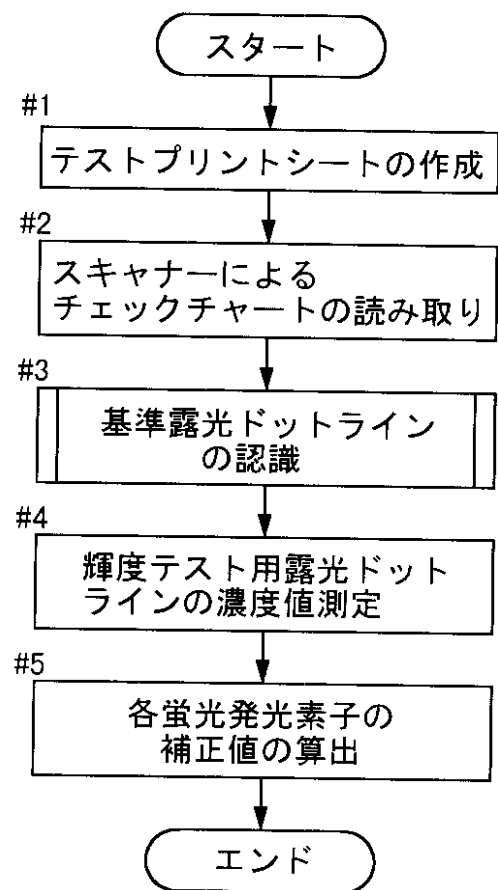 スタート
#1
テストプリントシートの作成
#2
スキャナーによる
チェックチャートの読み取り
#3
基準露光ドットライン
の認識
#4
輝度テスト用露光ドット
ラインの濃度値測定
#5
各蛍光発光素子の
補正値の算出
エンド